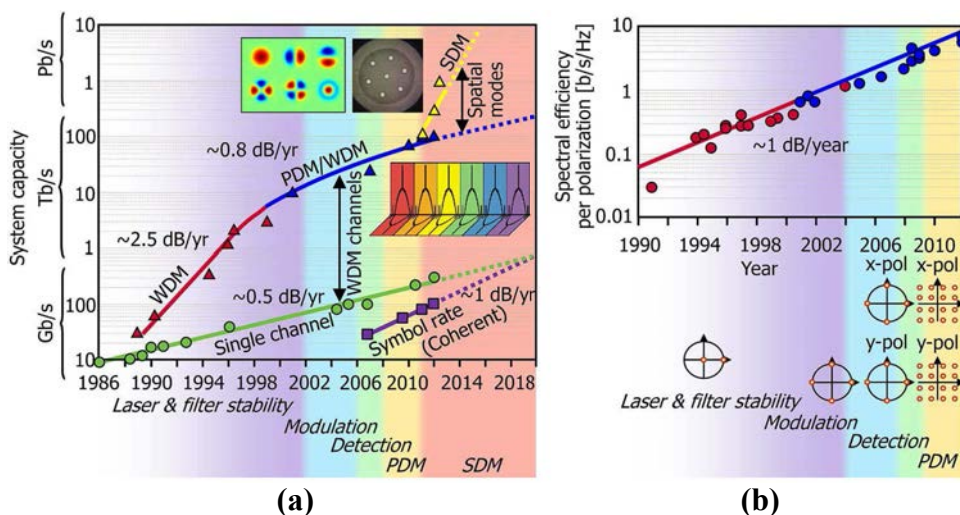 10
1
100
10
1
100
10
Pb/s
Tb/s
Gb/s
System capacity
SDM
Spatial
modes
~0.8 dB/yr
PDM/WDM
~2.5 dB/yr
WDM
WDM channels
~0.5 dB/yr
Single channel
~1 dB/yr
Symbol rate
(Coherent)
1986 1990 1994 1998 2002 2006 2010 2014 2018
Laser & filter stability
Modulation
Detection
PDM
SDM
(a)
Spectral efficiency
per polarization [b/s/Hz]
10
1
0.1
0.01
~1 dB/year
1990 1994 1998 2002 2006 2010
Year
x-pol x-pol
y-pol y-pol
Laser & filter stability
Modulation
Detection
PDM
(b)